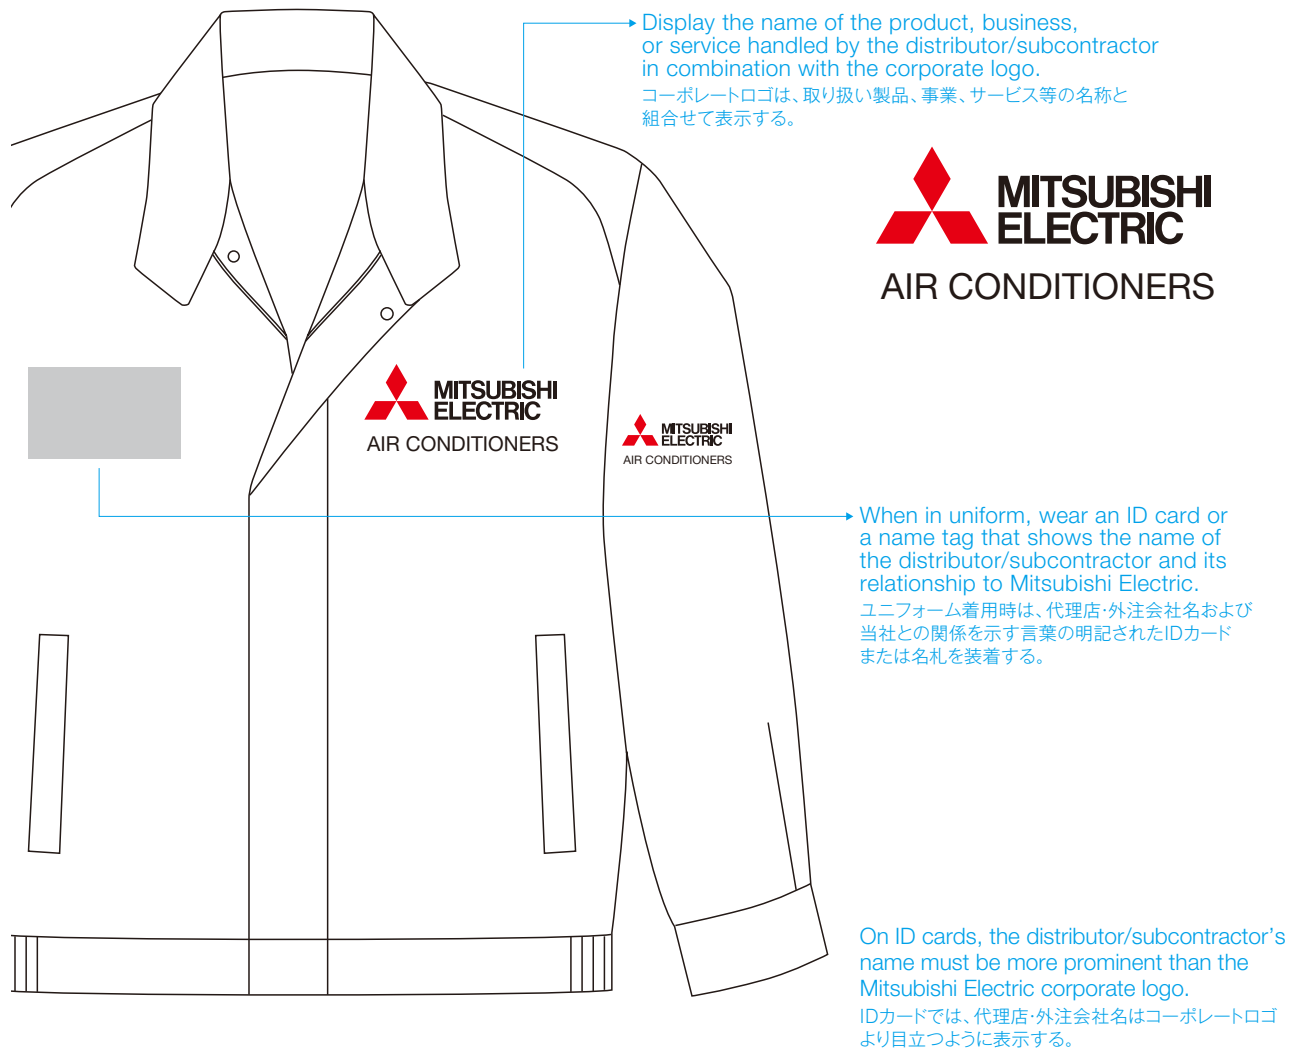 Display the name of the product, business,
or service handled by the distributor/subcontractor
in combination with the corporate logo.
コーポレートロゴは、取り扱い製品、事業、サービス等の名称と
組合せて表示する。
MITSUBISHI
ELECTRIC
AIR CONDITIONERS
MITSUBISHI
ELECTRIC
AIR CONDITIONERS
MITSUBISHI
ELECTRIC
AIR CONDITIONERS
When in uniform, wear an ID card or
a name tag that shows the name of
the distributor/subcontractor and its
relationship to Mitsubishi Electric.
ユニフォーム着用時は、代理店・外注会社名および
当社との関係を示す言葉の明記されたIDカード
または名札を装着する。
On ID cards, the distributor/subcontractor’s
name must be more prominent than the
Mitsubishi Electric corporate logo.
IDカードでは、代理店・外注会社名はコーポレートロゴ
より目立つように表示する。